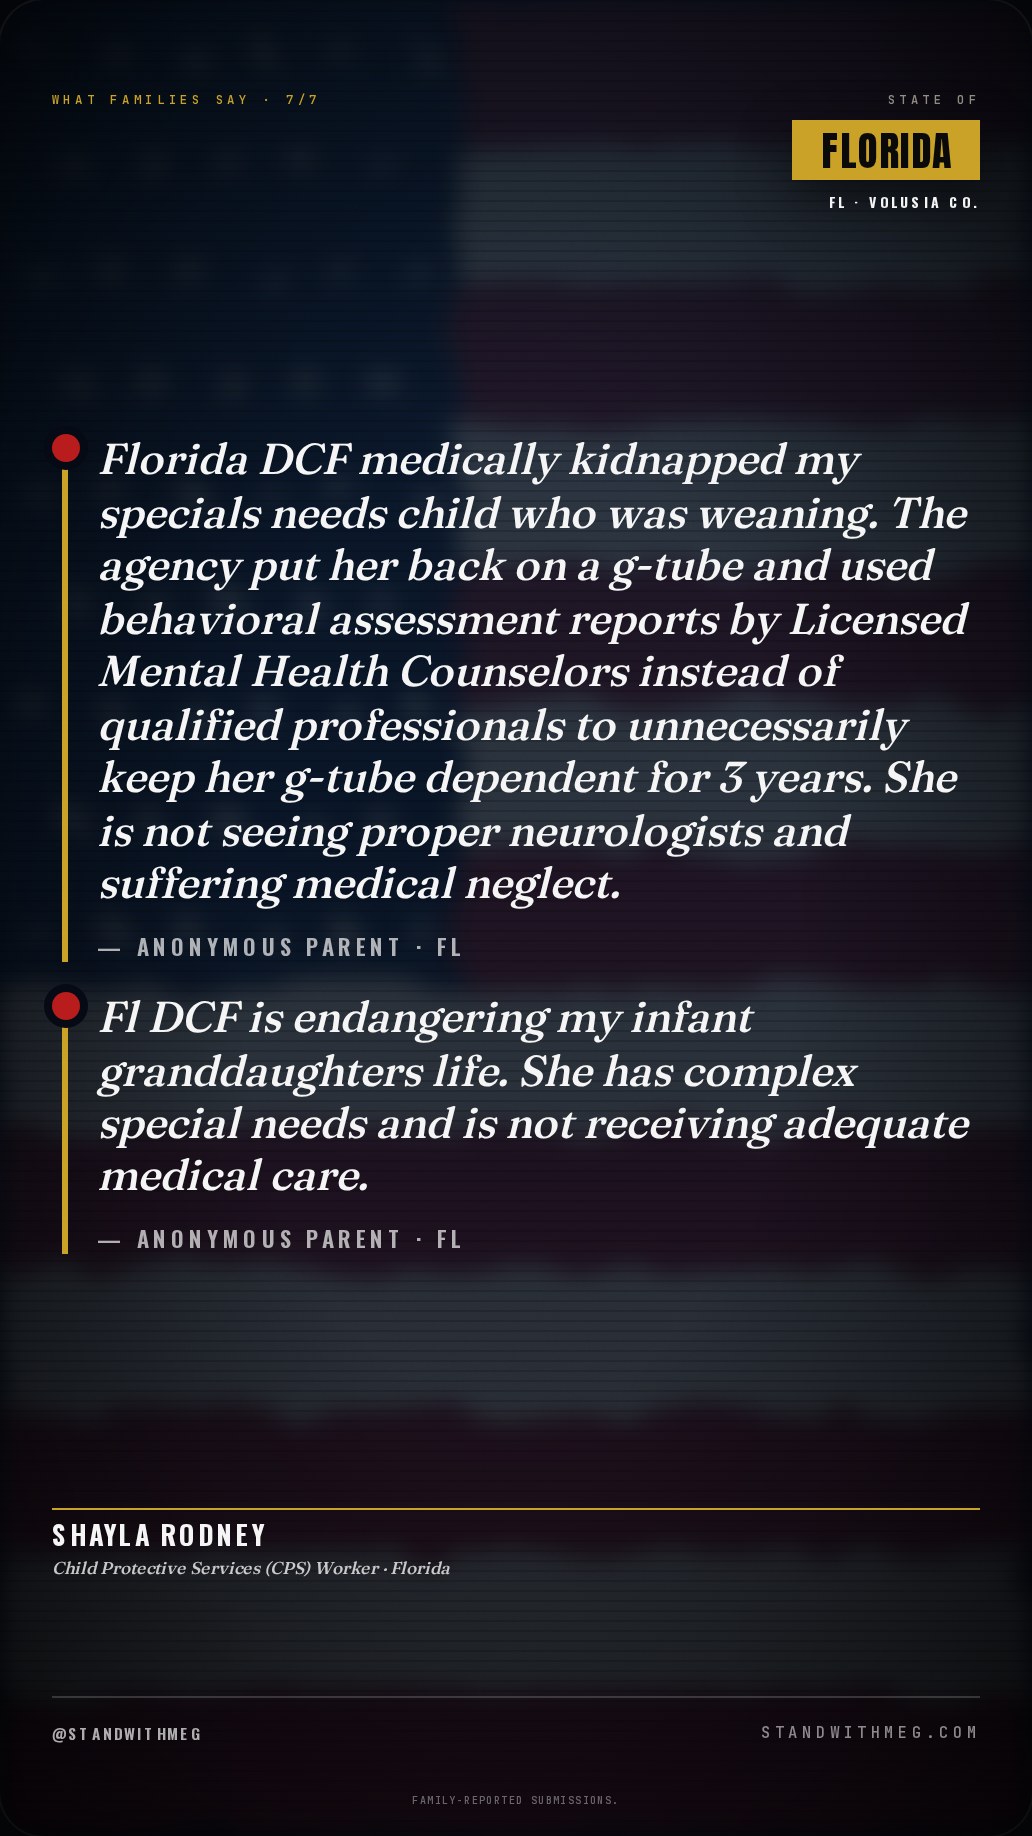 WHAT FAMILIES SAY · 7/7
STATE OF
FLORIDA
FL · VOLUSIA CO.
Florida DCF medically kidnapped my
specials needs child who was weaning. The
agency put her back on a g-tube and used
behavioral assessment reports by Licensed
Mental Health Counselors instead of
qualified professionals to unnecessarily
keep her g-tube dependent for 3 years. She
is not seeing proper neurologists and
suffering medical neglect.
— ANONYMOUS PARENT · FL
Fl DCF is endangering my infant
granddaughters life. She has complex
special needs and is not receiving adequate
medical care.
— ANONYMOUS PARENT · FL
SHAYLA RODNEY
Child Protective Services (CPS) Worker · Florida
@STANDWITHMEG
STANDWITHMEG.COM
FAMILY-REPORTED SUBMISSIONS.